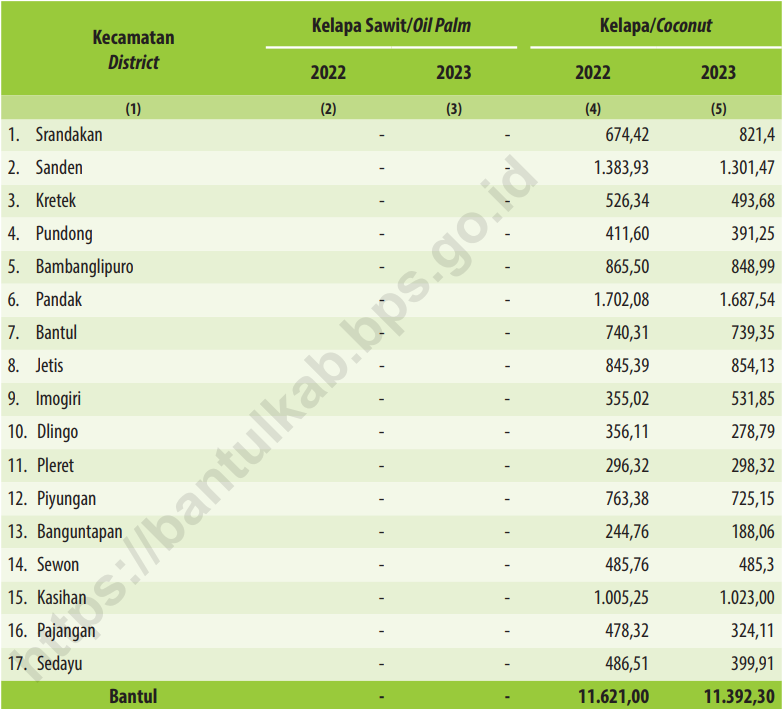 Kecamatan
District
Kelapa Sawit/Oil Palm
Kelapa/Coconut
2022 2023 2022 2023
(1) (2) (3) (4) (5)
1. Srandakan - - 674,42 821,4
2. Sanden - - 1.383,93 1.301,47
3. Kretek - - 526,34 493,68
4. Pundong - - 411,60 391,25
5. Bambanglipuro - - 865,50 848,99
6. Pandak - - 1.702,08 1.687,54
7. Bantul - - 740,31 739,35
8. Jetis - - 845,39 854,13
9. Imogiri - - 355,02 531,85
10. Dlingo - - 356,11 278,79
11. Pleret - - 296,32 298,32
12. Piyungan - - 763,38 725,15
13. Banguntapan - - 244,76 188,06
14. Sewon - - 485,76 485,3
15. Kasihan - - 1.005,25 1.023,00
16. Pajangan - - 478,32 324,11
17. Sedayu - - 486,51 399,91
Bantul - - 11.621,00 11.392,30
https://bantulkab.bps.go.id